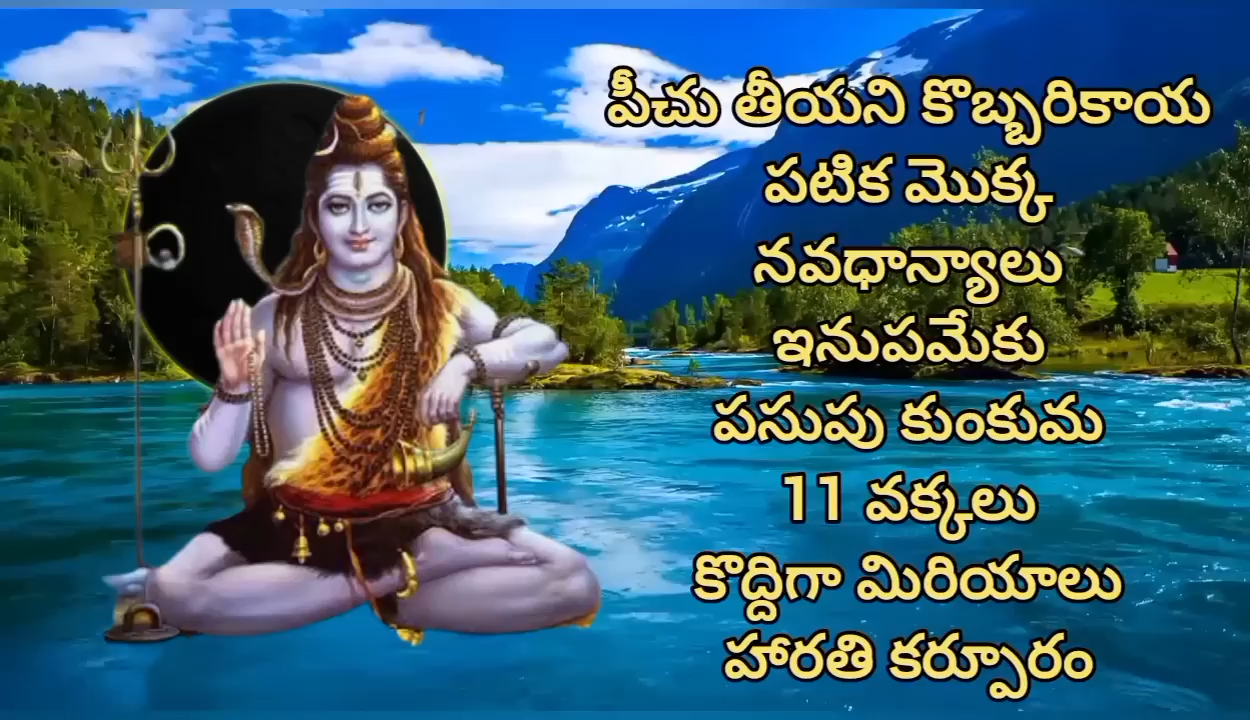 పీచు తీయని కొబ్బరికాయ
పటిక మొక్క
నవధాన్యాలు
ఇనుపమేకు
పసుపు కుంకుమ
11 వక్కలు
కొద్దిగా మిరియాలు
హారతి కర్పూరం